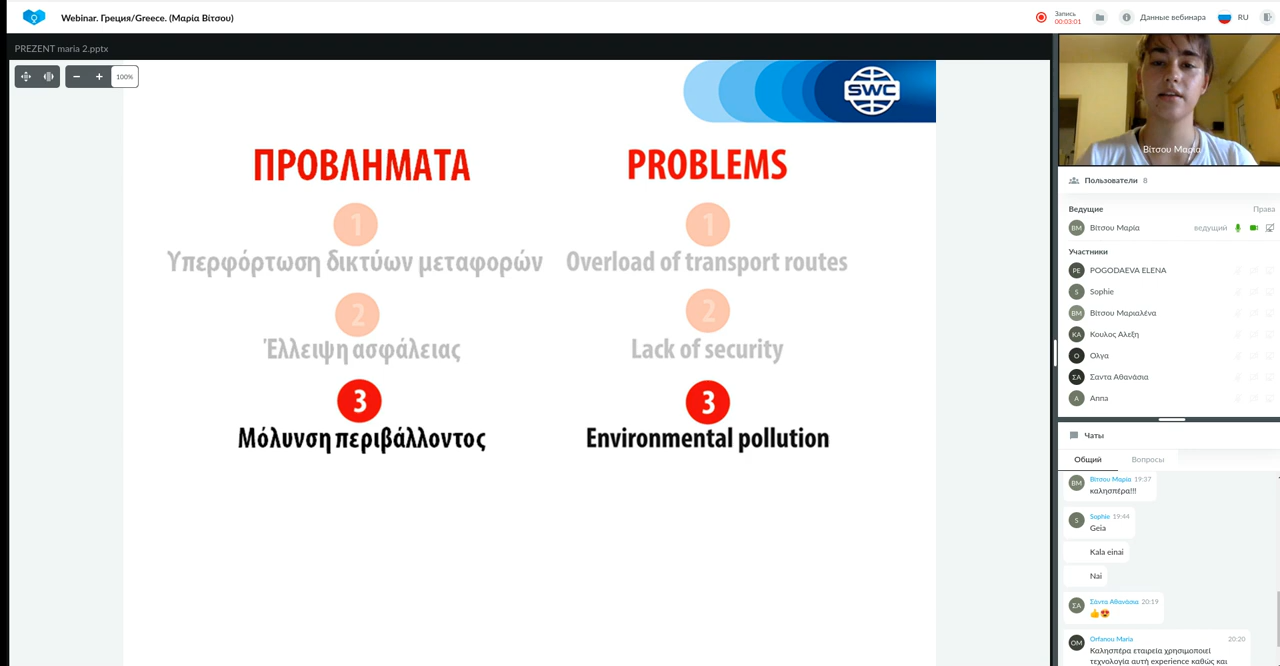 Webinar. Греция/Greece. (Μαρία Βίτσου)
Запись
00:03:01
Данные вебинара
RU
PREZENT maria 2.pptx
100%
SWC
ΠΡΟΒΛΗΜΑΤΑ
PROBLEMS
1
1
Υπερφόρτωση δικτύων μεταφορών
Overload of transport routes
2
2
Έλλειψη ασφάλειας
Lack of security
3
3
Μόλυνση περιβάλλοντος
Environmental pollution
Βίτσου Μαρία
Пользователи 8
Ведущие
Права
ΒΜ Βίτσου Μαρία ведущий
Участники
PE POGODAEVA ELENA
S Sophie
ΒΜ Βίτσου Μαριαλένα
ΚΑ Κουλος Αλεξη
О Ολγα
ΣΑ Σαντα Αθανάσια
A Anna
Чаты
Общий Вопросы
ΒΜ Βίτσου Μαρία 19:37
καλησπέρα!!!
S Sophie 19:44
Geia
Kala einai
Nai
ΣΑ Σαντα Αθανάσια 20:19
👍😍
OM Orfanou Maria 20:20
Καλησπέρα εταιρεία χρησιμοποιεί
τεχνολογία αυτή experience καθώς και